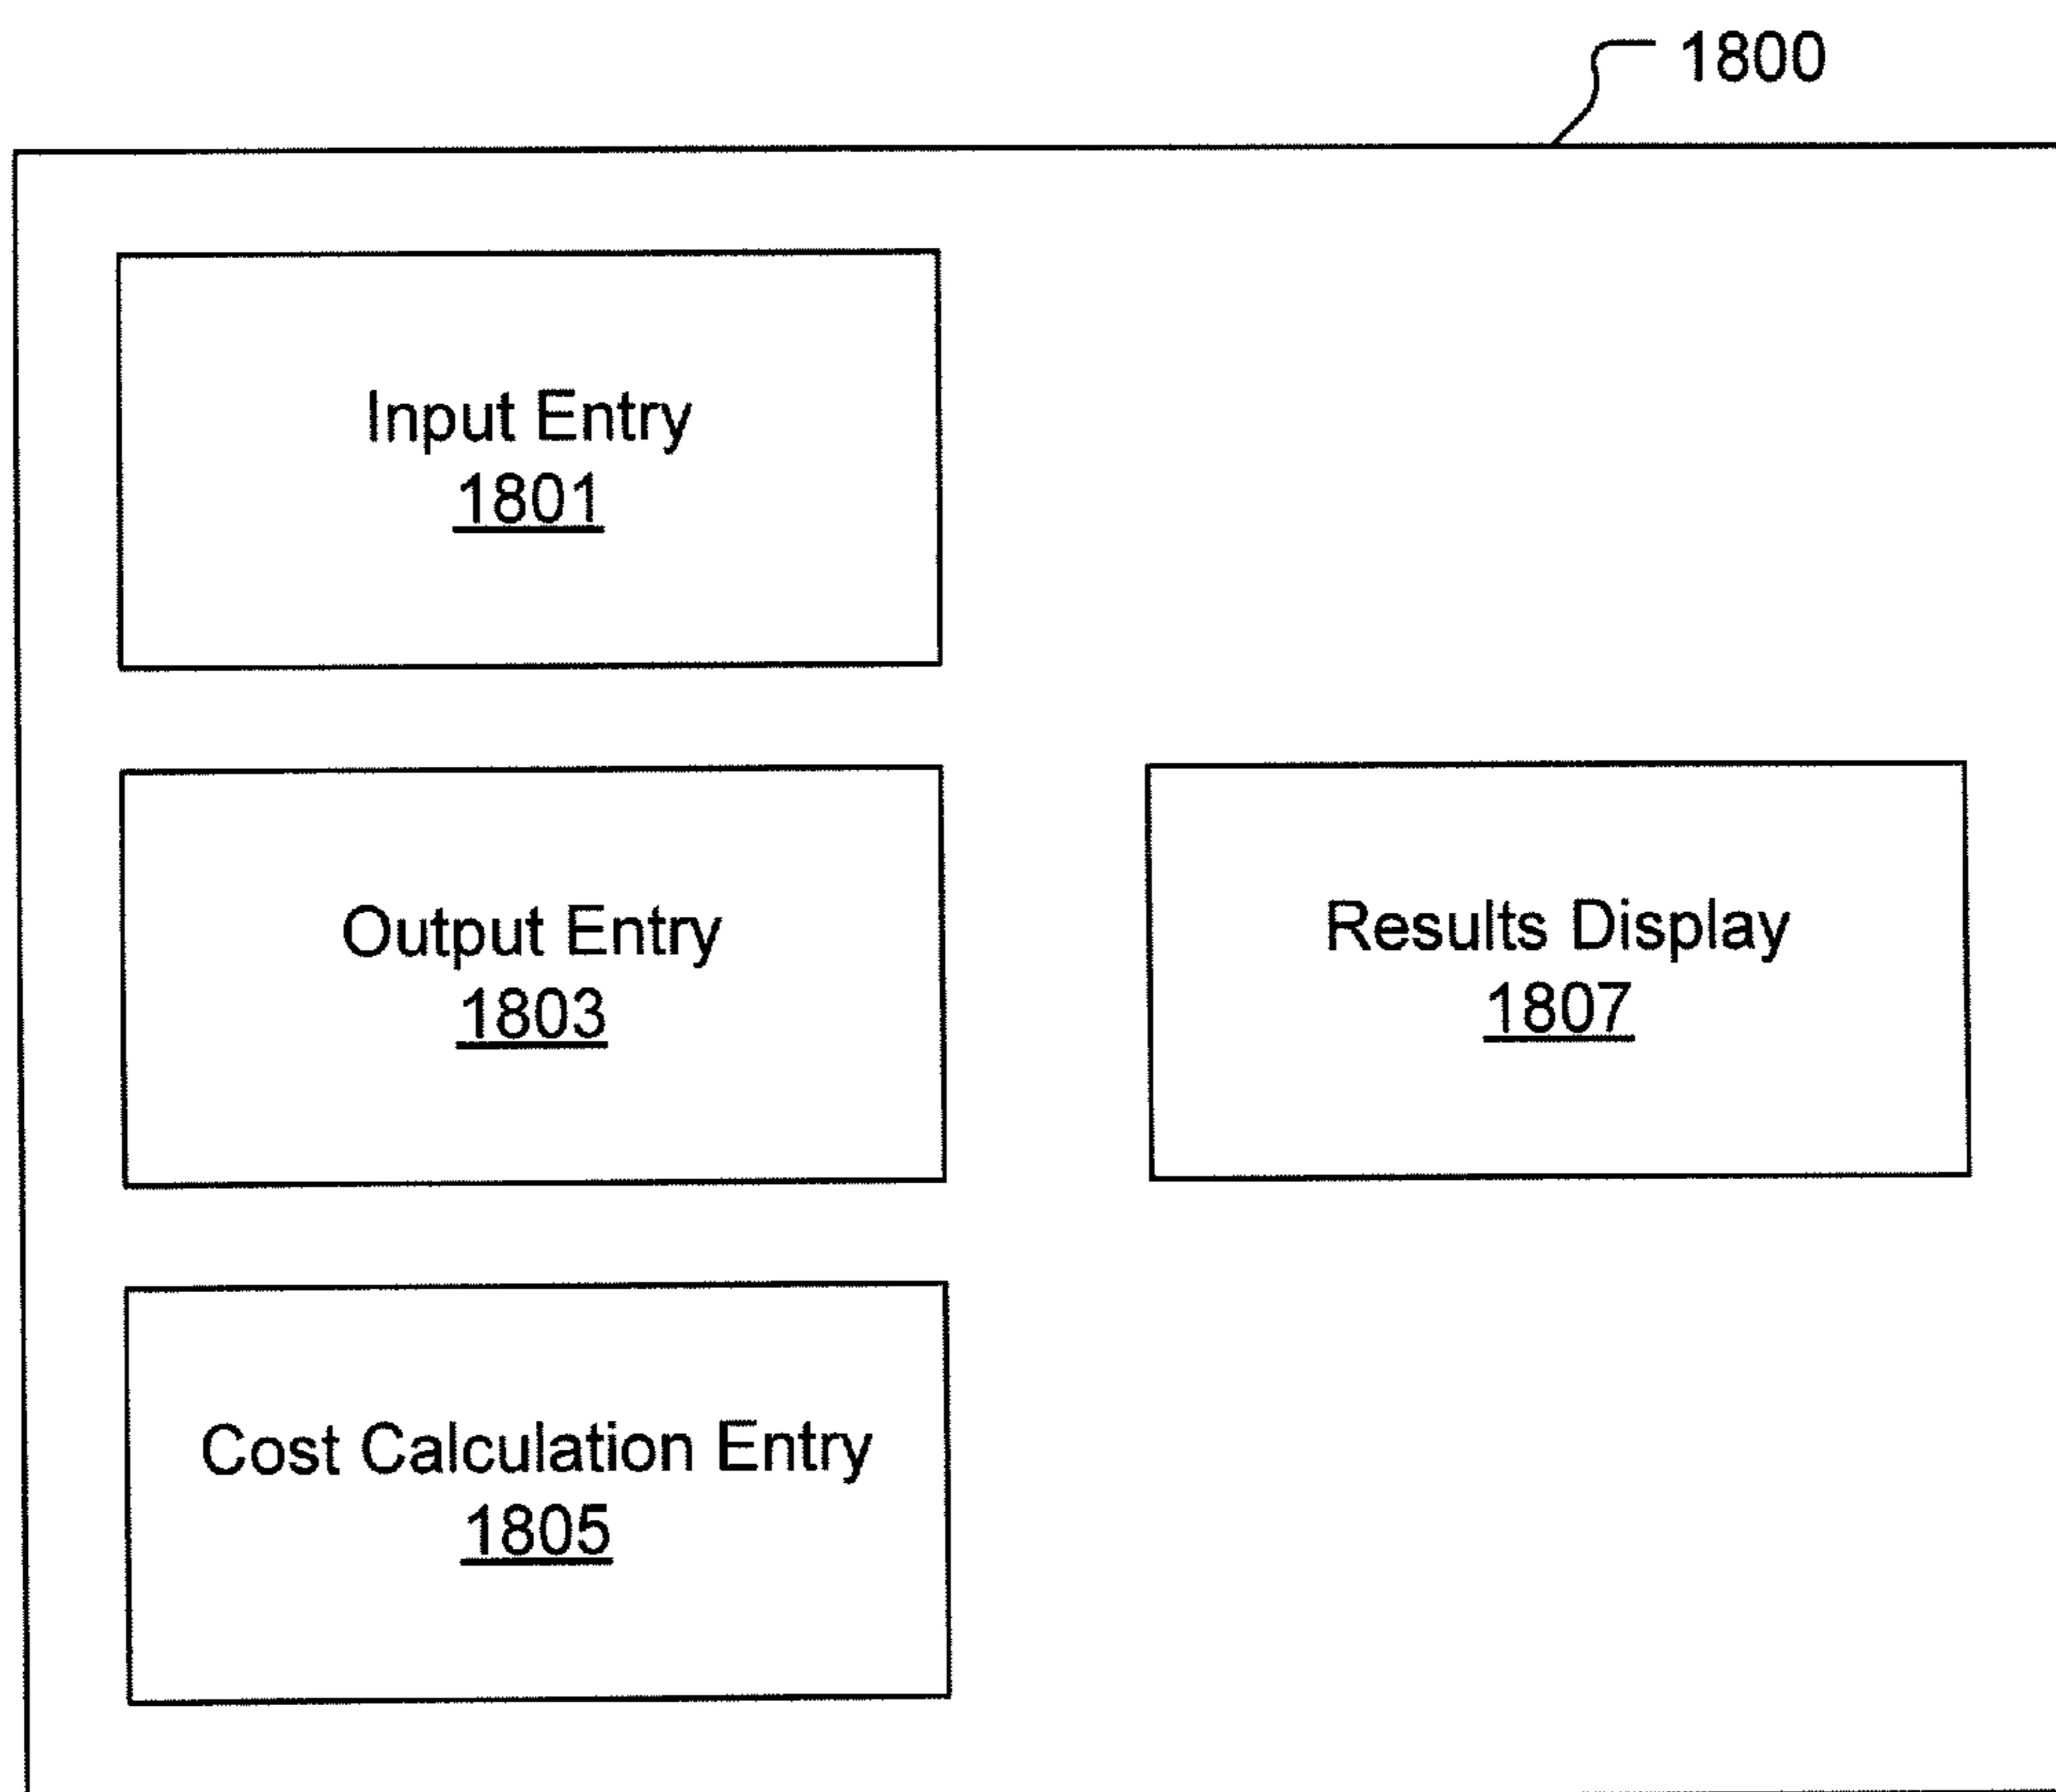 1800
Input Entry
1801
Output Entry
1803
Results Display
1807
Cost Calculation Entry
1805